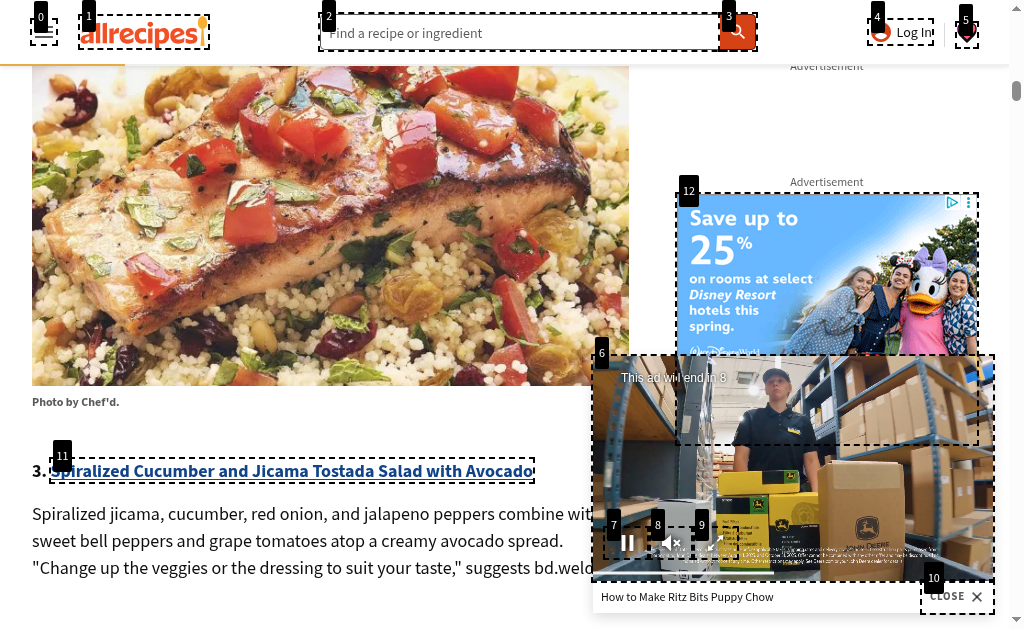 0
1
allrecipes
2
Find a recipe or ingredient
3
4
Log In
5
Advertisement
Advertisement
12
Save up to
25%
on rooms at select
Disney Resort
hotels this
spring.
6
This ad will end in 8
Photo by Chef'd.
11
3. Spiralized Cucumber and Jicama Tostada Salad with Avocado
Spiralized jicama, cucumber, red onion, and jalapeno peppers combine wit
sweet bell peppers and grape tomatoes atop a creamy avocado spread.
"Change up the veggies or the dressing to suit your taste," suggests bd.weld
JOHN DEERE
7
8
9
10
How to Make Ritz Bits Puppy Chow
CLOSE